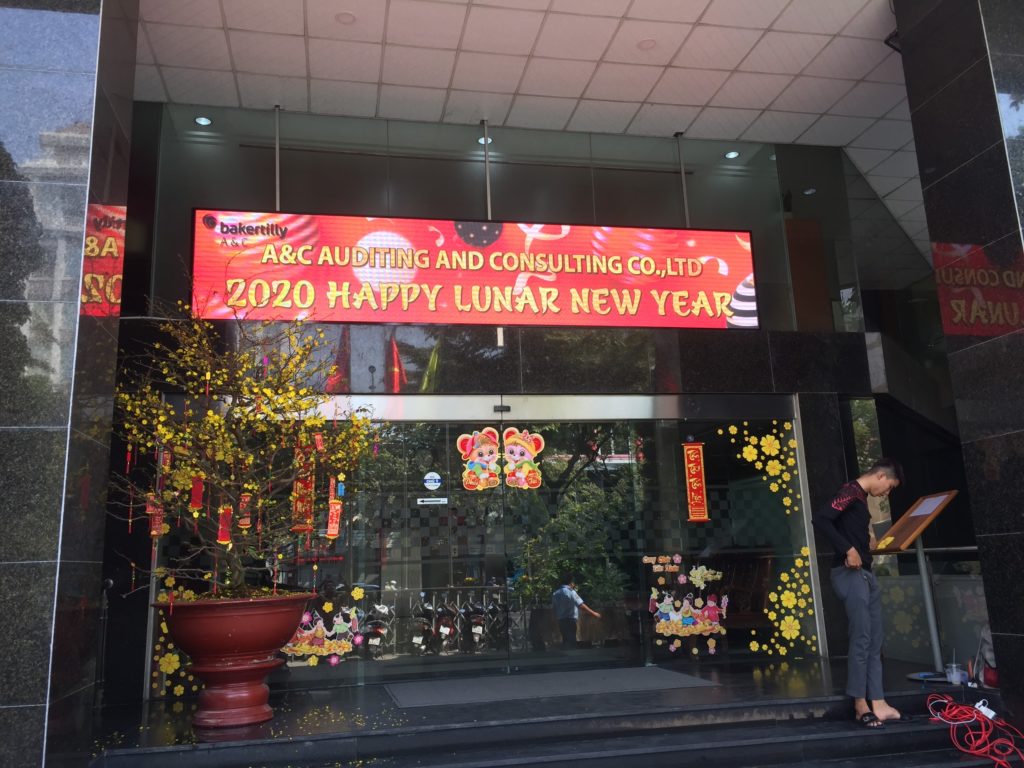 bakertilly
A&C
A&C AUDITING AND CONSULTING CO.,LTD
2020 HAPPY LUNAR NEW YEAR